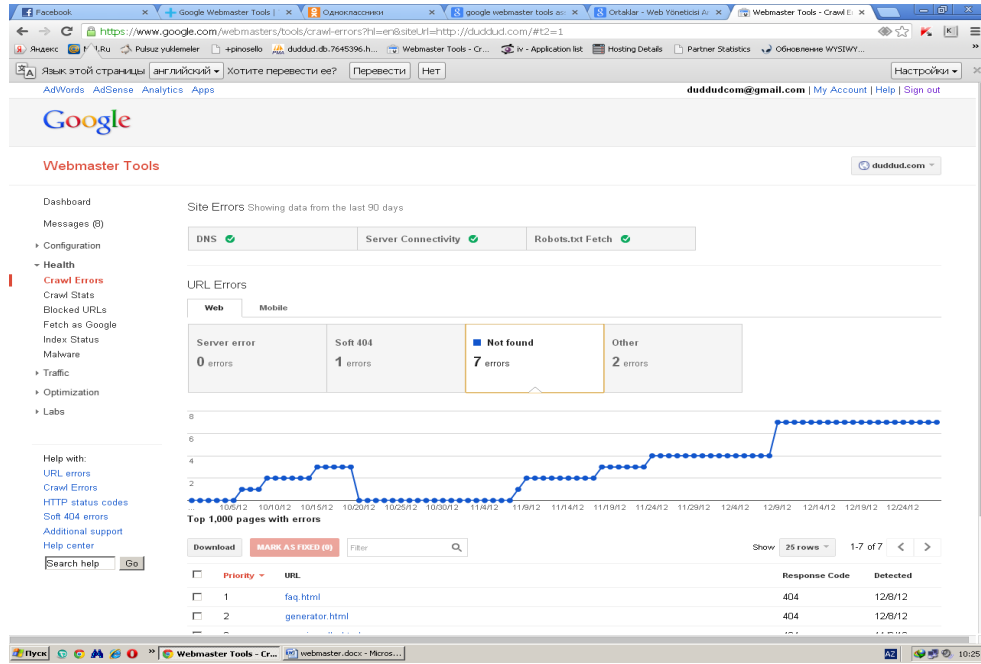 Facebook × Google Webmaster Tools | × Одноклассники × google webmaster tools as × Ortaklar - Web Yöneticisi Ar × Webmaster Tools - Crawl E ×
https://www.google.com/webmasters/tools/crawl-errors?hl=en&siteUrl=http://duddud.com/#t2=1
Яндекс Pulsuz yuklemeler +pinosello duddud.db.7645396.h... Webmaster Tools - Cr... iv - Application list Hosting Details Partner Statistics Обновление WYSIWY... »
Язык этой страницы английский Хотите перевести ее? Перевести Нет Настройки
AdWords AdSense Analytics Apps duddudcom@gmail.com | My Account | Help | Sign out
Google
Webmaster Tools duddud.com
Dashboard
Messages (8)
Configuration
Health
Crawl Errors
Crawl Stats
Blocked URLs
Fetch as Google
Index Status
Malware
Traffic
Optimization
Labs
Help with:
URL errors
Crawl Errors
HTTP status codes
Soft 404 errors
Additional support
Help center
Search help Go
Site Errors Showing data from the last 90 days
DNS Server Connectivity Robots.txt Fetch
URL Errors
Web Mobile
Server error Soft 404 Not found Other
0 errors 1 errors 7 errors 2 errors
8
6
4
2
... 10/5/12 10/10/12 10/15/12 10/20/12 10/25/12 10/30/12 11/4/12 11/9/12 11/14/12 11/19/12 11/24/12 11/29/12 12/4/12 12/9/12 12/14/12 12/19/12 12/24/12
Top 1,000 pages with errors
Download MARK AS FIXED (0) Filter Show 25 rows 1-7 of 7
Priority URL Response Code Detected
1 faq.html 404 12/8/12
2 generator.html 404 12/8/12
Пуск » Webmaster Tools - Cr... webmaster.docx - Micros... AZ 10:25